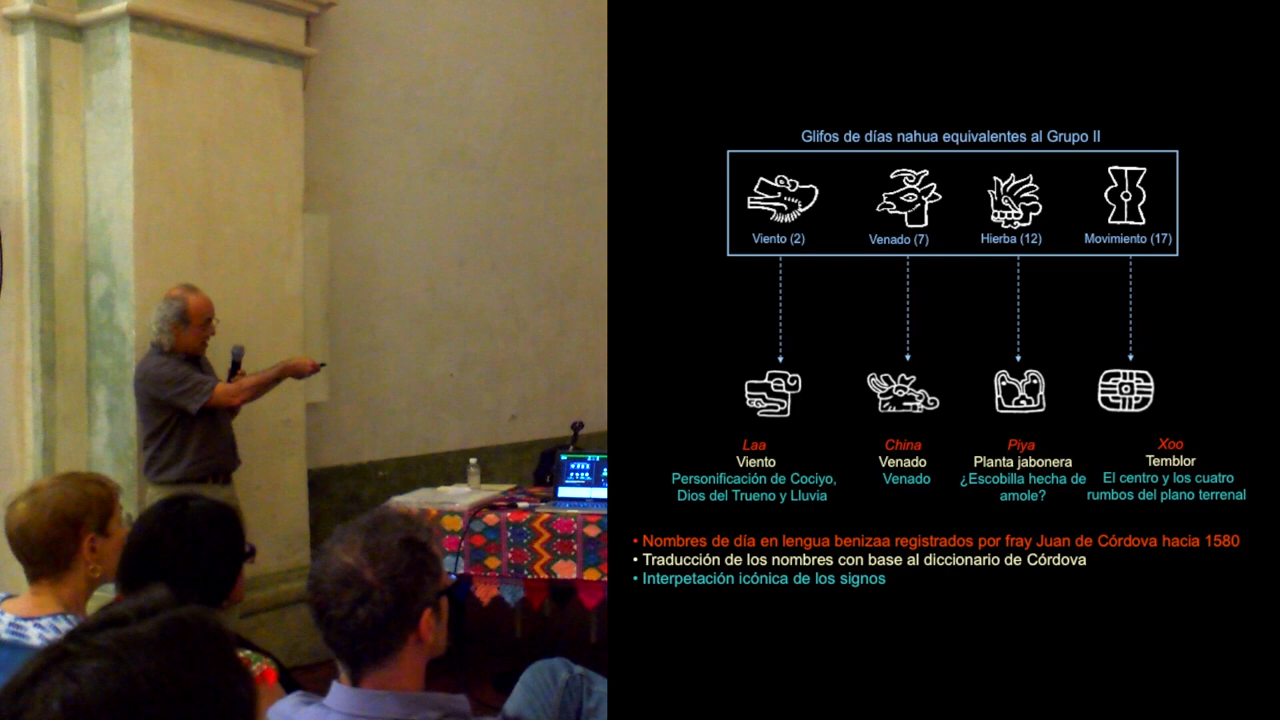 Glifos de días nahua equivalentes al Grupo II
Viento (2) Venado (7) Hierba (12) Movimiento (17)
Laa China Piya Xoo
Viento Venado Planta jabonera Temblor
Personificación de Cociyo, Venado ¿Escobilla hecha de El centro y los cuatro
Dios del Trueno y Lluvia amole? rumbos del plano terrenal
• Nombres de día en lengua benizaa registrados por fray Juan de Córdova hacia 1580
• Traducción de los nombres con base al diccionario de Córdova
• Interpetación icónica de los signos